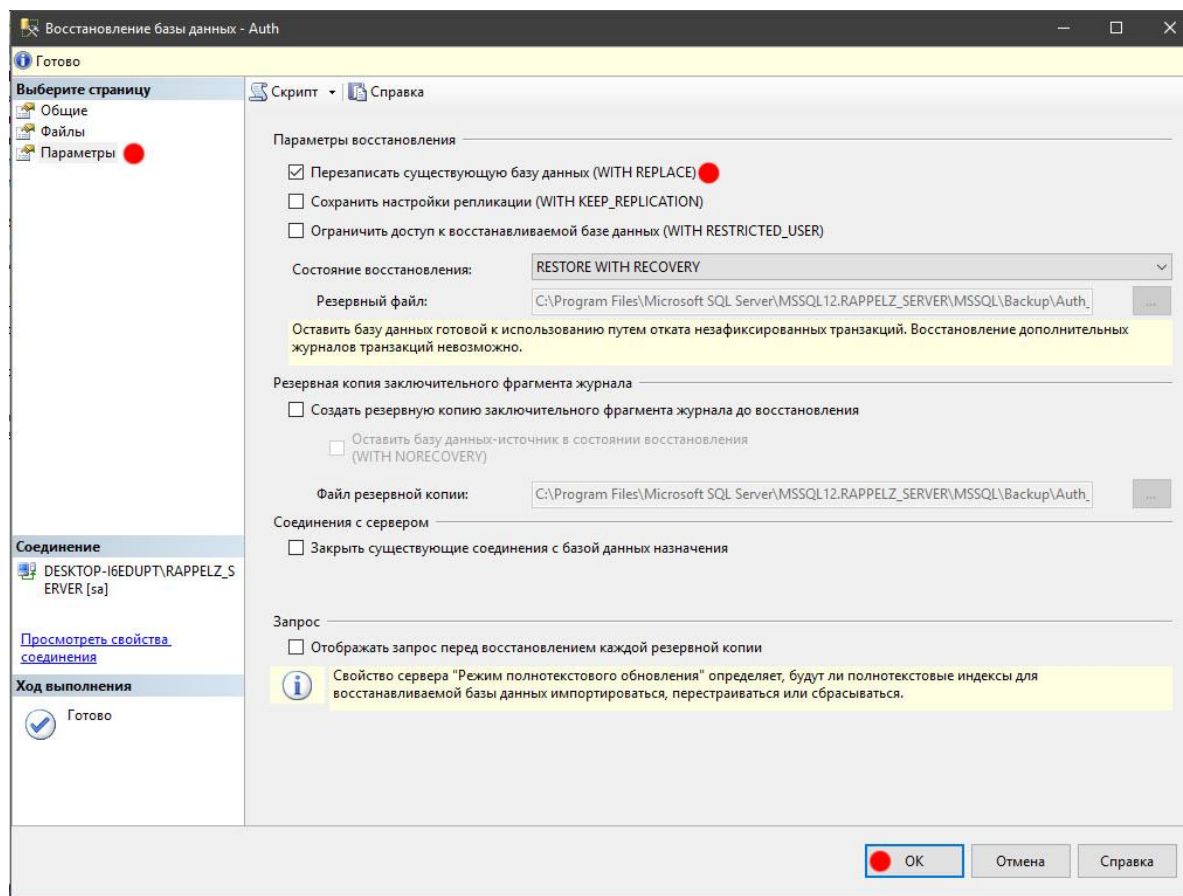 Восстановление базы данных - Auth
Готово
Выберите страницу
Общие
Файлы
Параметры
Скрипт
Справка
Параметры восстановления
Перезаписать существующую базу данных (WITH REPLACE)
Сохранить настройки репликации (WITH KEEP_REPLICATION)
Ограничить доступ к восстанавливаемой базе данных (WITH RESTRICTED_USER)
Состояние восстановления:
RESTORE WITH RECOVERY
Резервный файл:
C:\Program Files\Microsoft SQL Server\MSSQL12.RAPPELZ_SERVER\MSSQL\Backup\Auth_
...
Оставить базу данных готовой к использованию путем отката незафиксированных транзакций. Восстановление дополнительных
журналов транзакций невозможно.
Резервная копия заключительного фрагмента журнала
Создать резервную копию заключительного фрагмента журнала до восстановления
Оставить базу данных-источник в состоянии восстановления
(WITH NORECOVERY)
Файл резервной копии:
C:\Program Files\Microsoft SQL Server\MSSQL12.RAPPELZ_SERVER\MSSQL\Backup\Auth_
...
Соединения с сервером
Закрыть существующие соединения с базой данных назначения
Запрос
Отображать запрос перед восстановлением каждой резервной копии
Свойство сервера "Режим полнотекстового обновления" определяет, будут ли полнотекстовые индексы для
восстанавливаемой базы данных импортироваться, перестраиваться или сбрасываться.
Соединение
DESKTOP-I6EDUPT\RAPPELZ_S
ERVER [sa]
Просмотреть свойства
соединения
Ход выполнения
Готово
ОК
Отмена
Справка